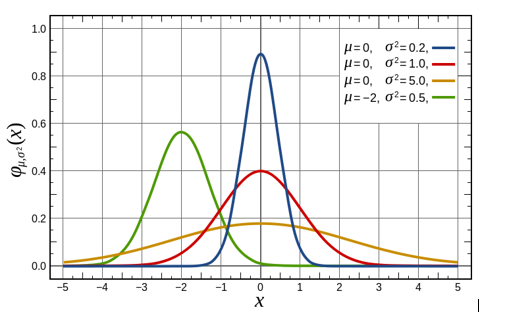 1.0
0.8
0.6
0.4
0.2
0.0
φμ,σ²(x)
μ = 0, σ² = 0.2,
μ = 0, σ² = 1.0,
μ = 0, σ² = 5.0,
μ = −2, σ² = 0.5,
−5 −4 −3 −2 −1 0 1 2 3 4 5
x